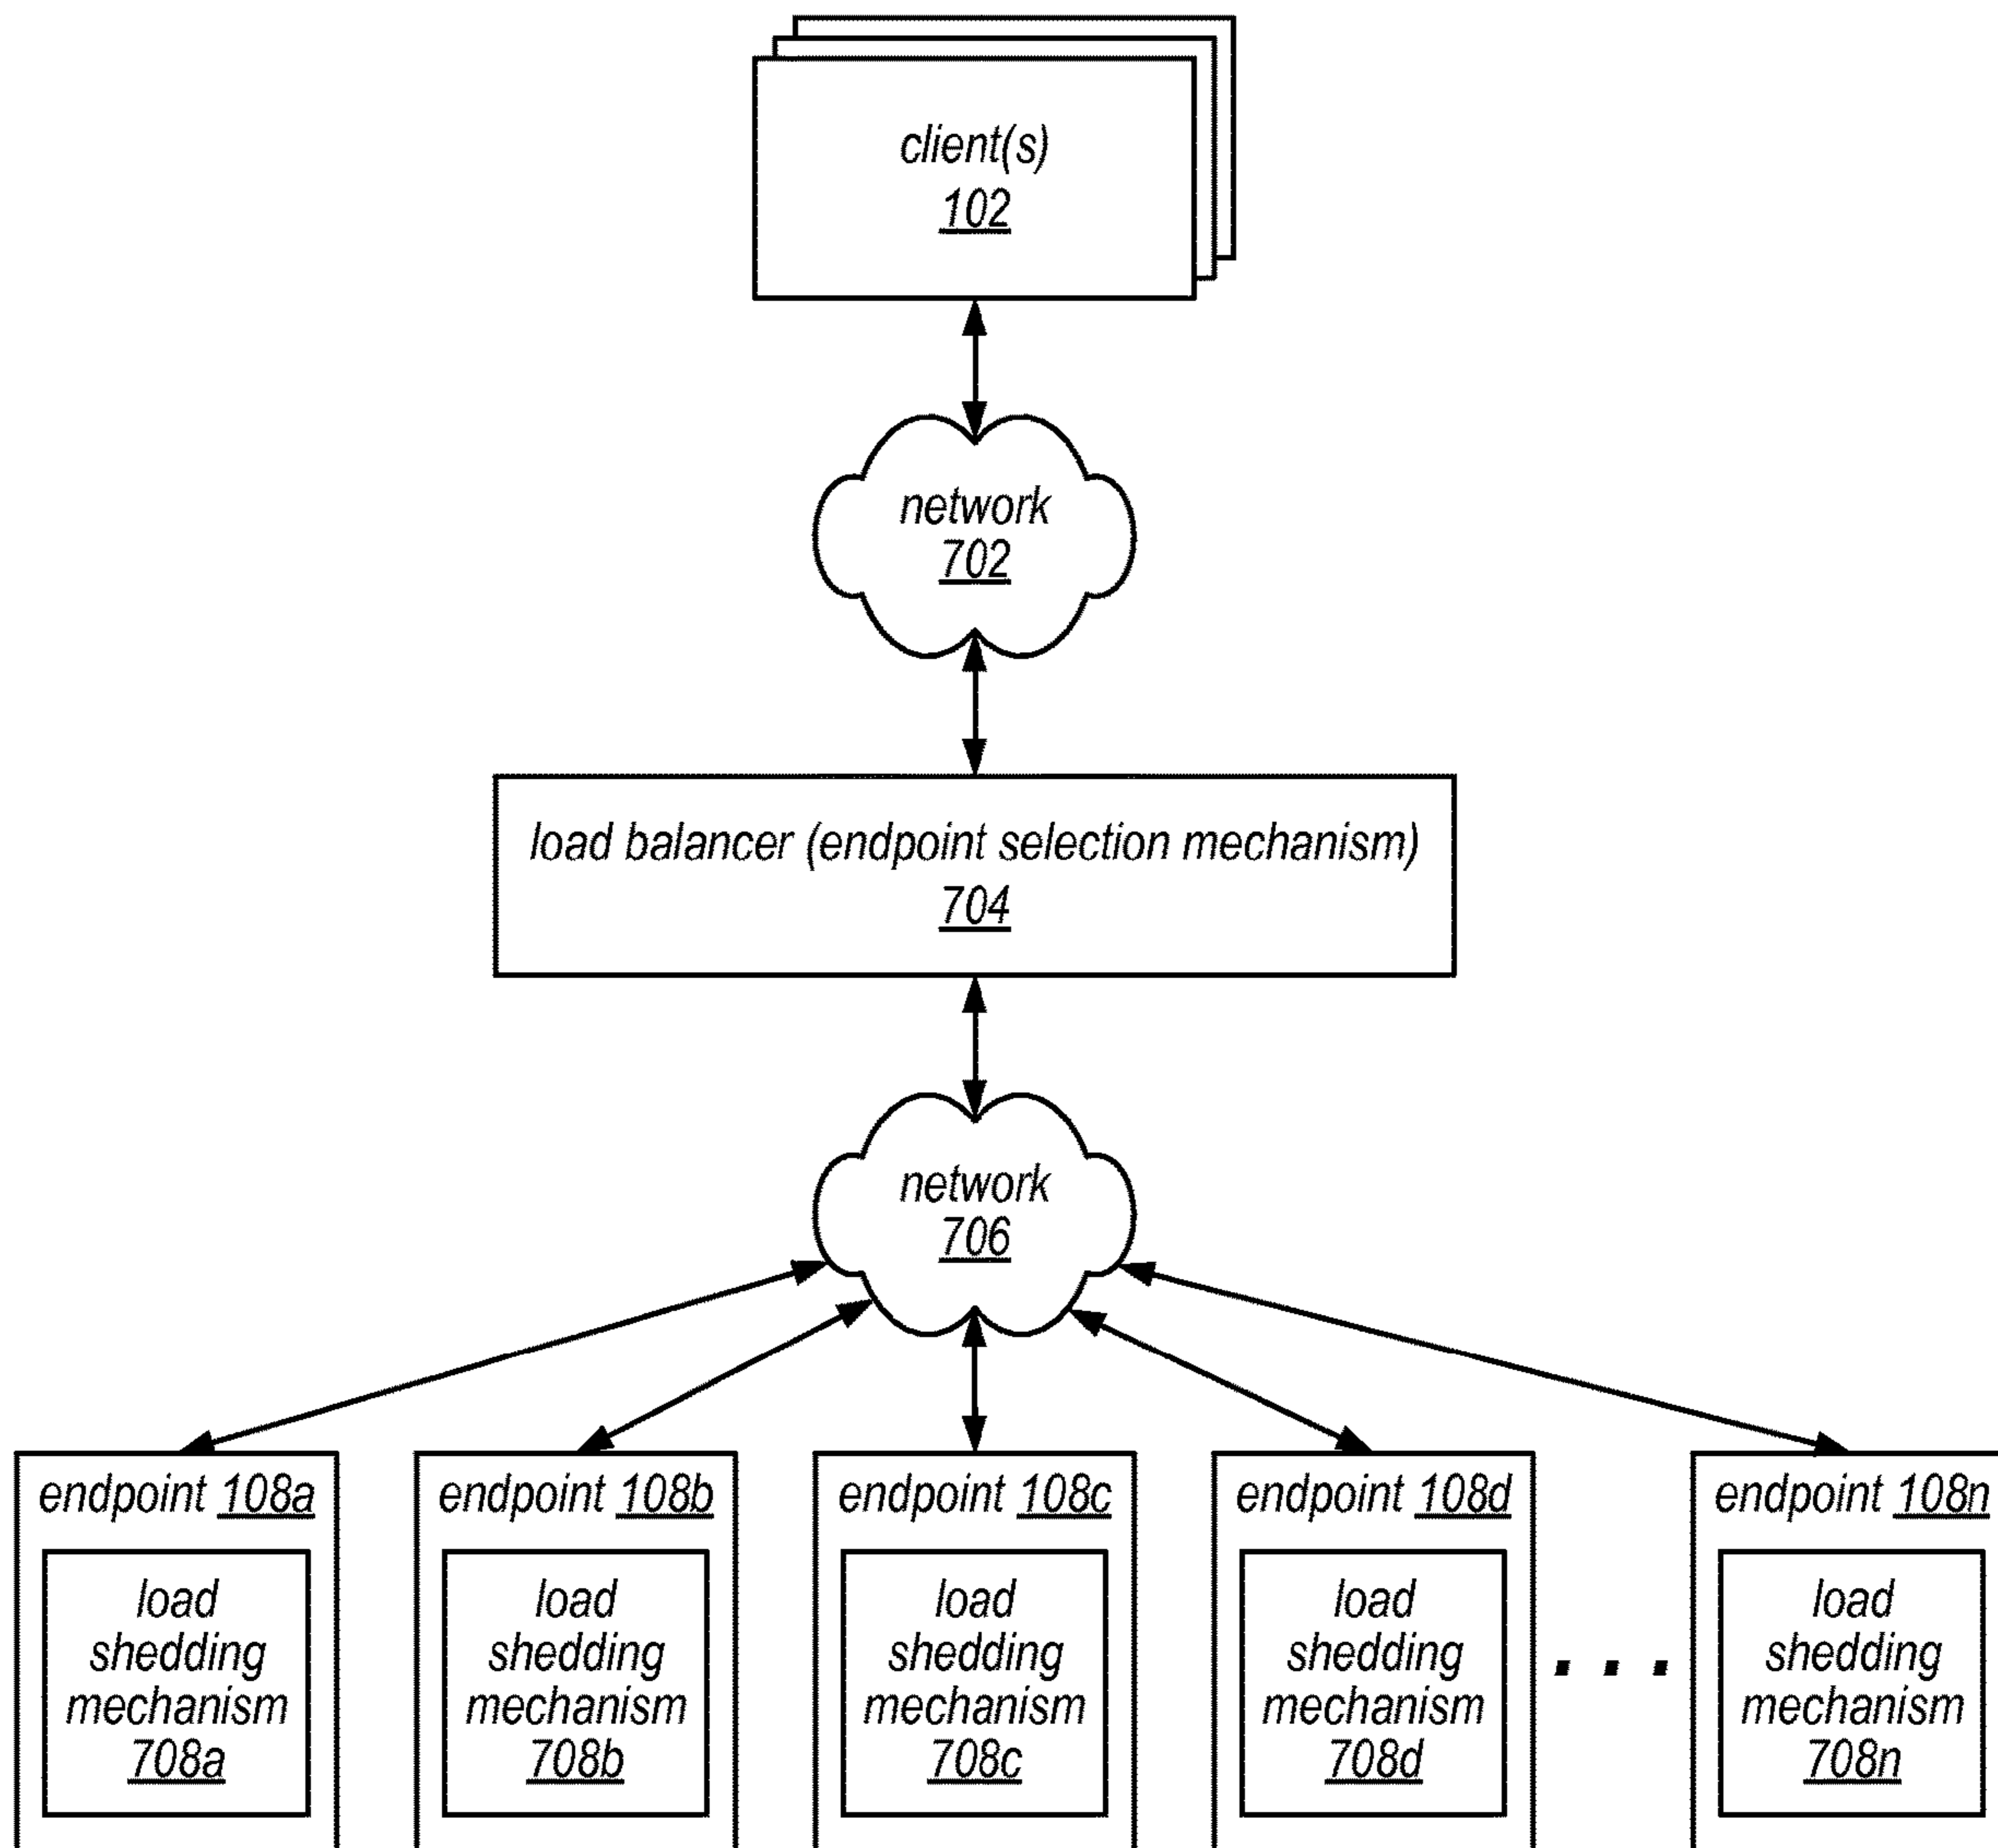 client(s)
102
network
702
load balancer (endpoint selection mechanism)
704
network
706
endpoint 108a
load
shedding
mechanism
708a
endpoint 108b
load
shedding
mechanism
708b
endpoint 108c
load
shedding
mechanism
708c
endpoint 108d
load
shedding
mechanism
708d
. . .
endpoint 108n
load
shedding
mechanism
708n